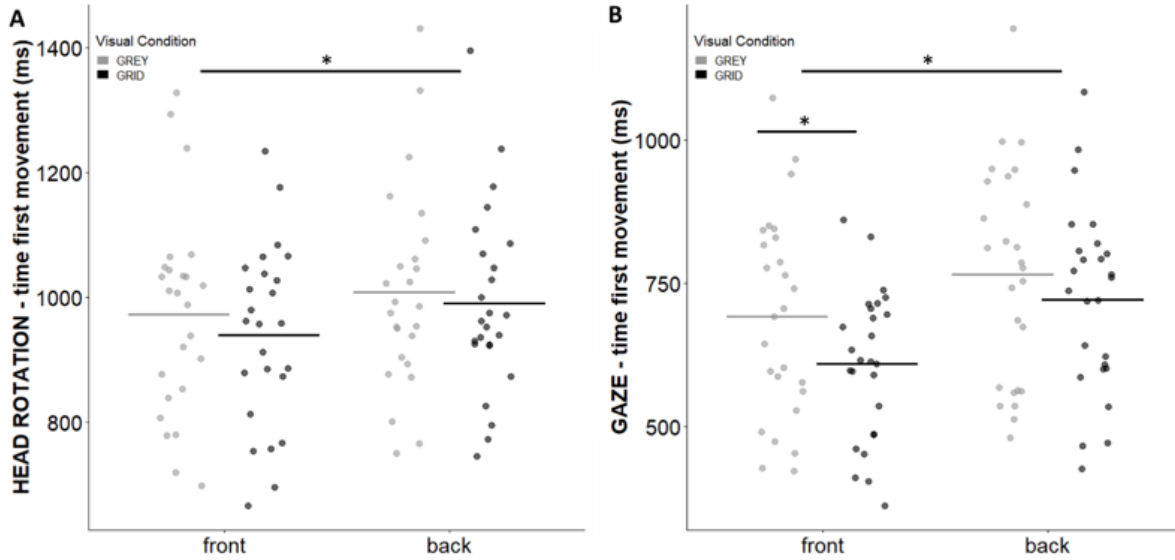 A
HEAD ROTATION - time first movement (ms)
Visual Condition
GREY
GRID
*
1400
1200
1000
800
front back
B
GAZE - time first movement (ms)
Visual Condition
GREY
GRID
*
*
1000
750
500
front back